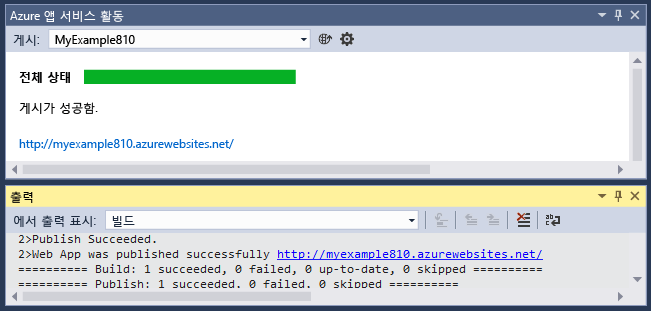 Azure 앱 서비스 활동
게시: MyExample810
전체 상태
게시가 성공함.
http://myexample810.azurewebsites.net/
출력
에서 출력 표시: 빌드
2>Publish Succeeded.
2>Web App was published successfully http://myexample810.azurewebsites.net/
========== Build: 1 succeeded, 0 failed, 0 up-to-date, 0 skipped ==========
========== Publish: 1 succeeded, 0 failed, 0 skipped ==========